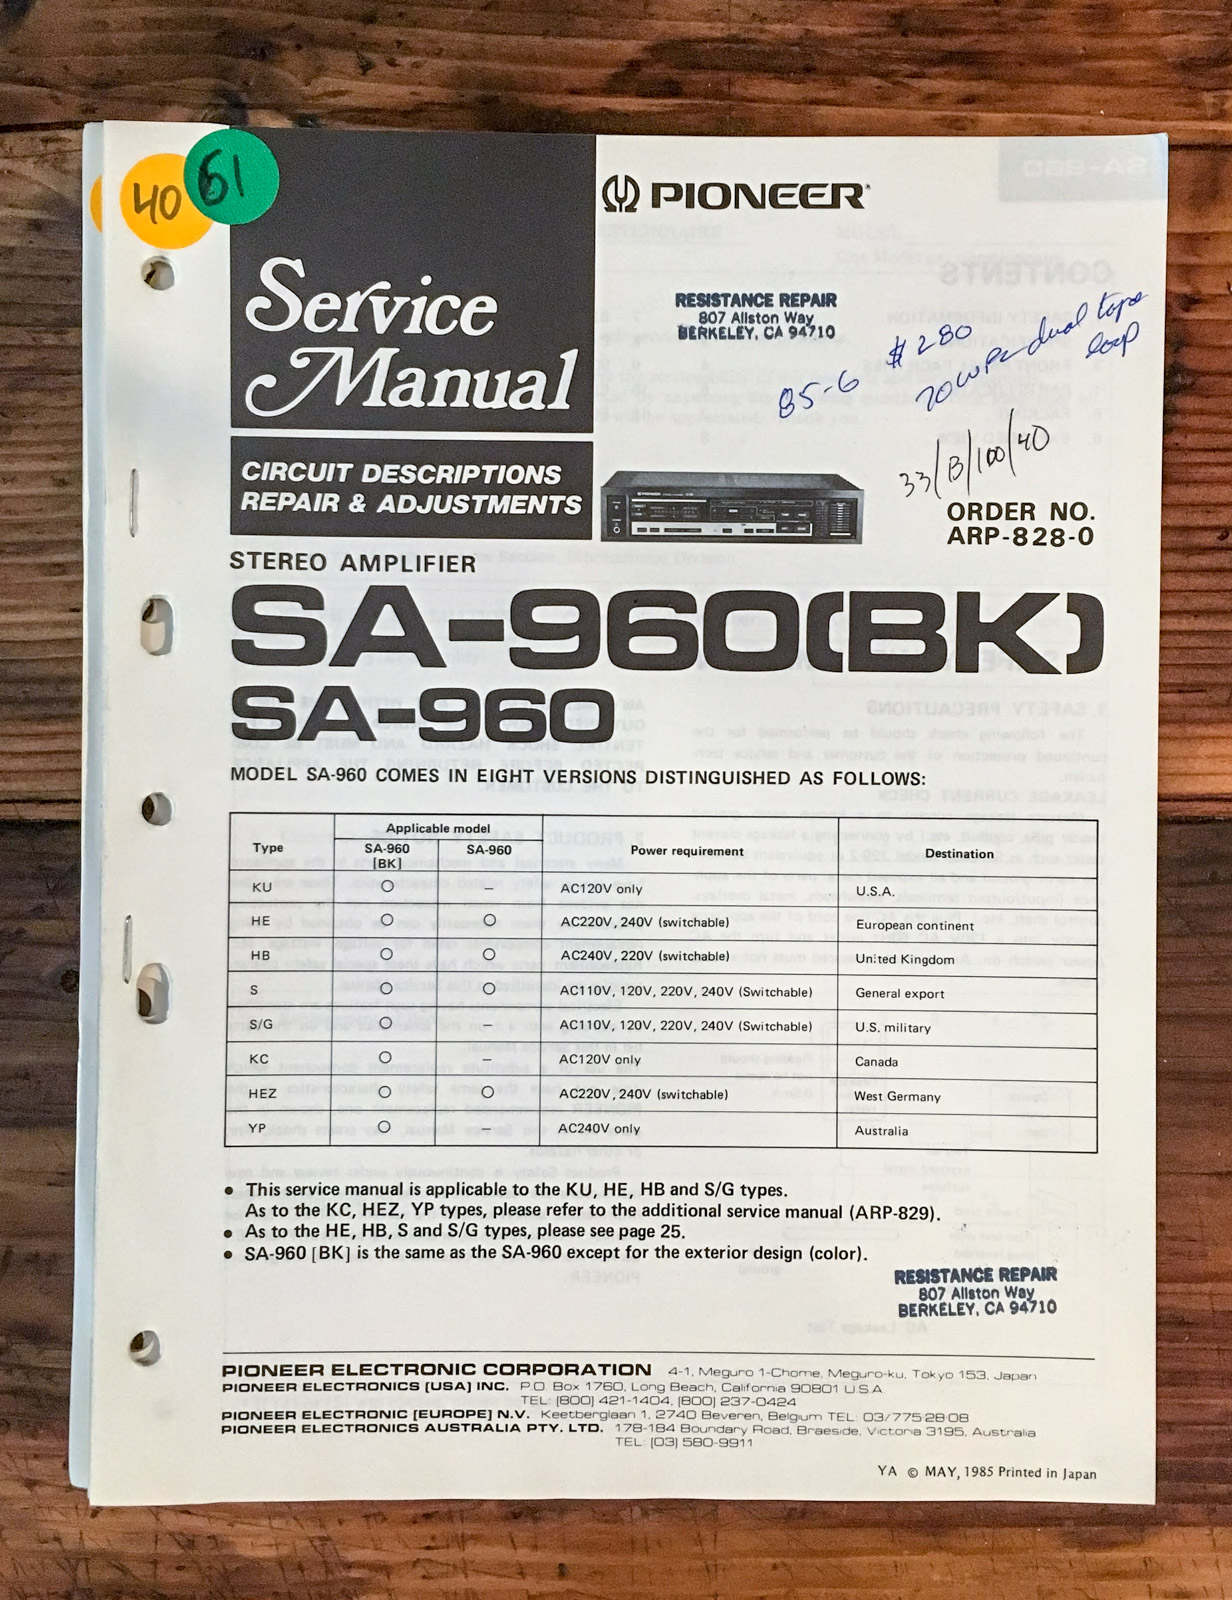 40
61
PIONEER
Service
Manual
RESISTANCE REPAIR
807 Allston Way
BERKELEY, CA 94710
$280
85-6
70WPC dual tape
loop
33/B/100/40
CIRCUIT DESCRIPTIONS
REPAIR & ADJUSTMENTS
ORDER NO.
ARP-828-0
STEREO AMPLIFIER
SA-960(BK)
SA-960
MODEL SA-960 COMES IN EIGHT VERSIONS DISTINGUISHED AS FOLLOWS:
Type Applicable model Power requirement Destination
SA-960 [BK] SA-960
KU ○ – AC120V only U.S.A.
HE ○ ○ AC220V, 240V (switchable) European continent
HB ○ ○ AC240V, 220V (switchable) United Kingdom
S ○ ○ AC110V, 120V, 220V, 240V (Switchable) General export
S/G ○ – AC110V, 120V, 220V, 240V (Switchable) U.S. military
KC ○ – AC120V only Canada
HEZ ○ ○ AC220V, 240V (switchable) West Germany
YP ○ – AC240V only Australia
• This service manual is applicable to the KU, HE, HB and S/G types.
As to the KC, HEZ, YP types, please refer to the additional service manual (ARP-829).
• As to the HE, HB, S and S/G types, please see page 25.
• SA-960 [BK] is the same as the SA-960 except for the exterior design (color).
RESISTANCE REPAIR
807 Allston Way
BERKELEY, CA 94710
PIONEER ELECTRONIC CORPORATION 4-1, Meguro 1-Chome, Meguro-ku, Tokyo 153, Japan
PIONEER ELECTRONICS [USA] INC. P.O. Box 1760, Long Beach, California 90801 U.S.A
TEL: (800) 421-1404, (800) 237-0424
PIONEER ELECTRONIC [EUROPE] N.V. Keetberglaan 1, 2740 Beveren, Belgium TEL: 03/775 28 08
PIONEER ELECTRONICS AUSTRALIA PTY. LTD. 178-184 Boundary Road, Braeside, Victoria 3195, Australia
TEL: (03) 580-9911
YA © MAY, 1985 Printed in Japan